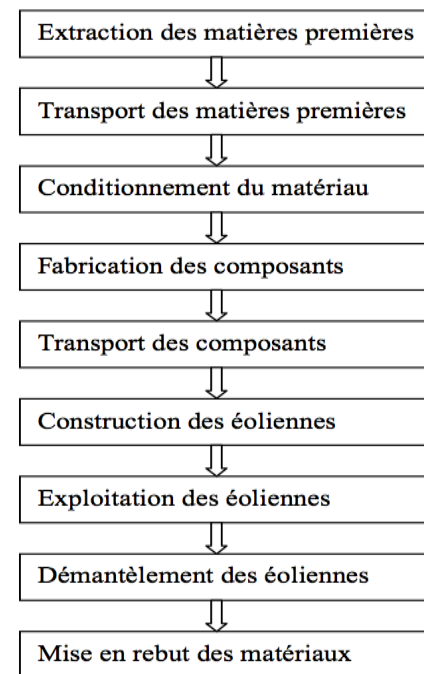 Extraction des matières premières
Transport des matières premières
Conditionnement du matériau
Fabrication des composants
Transport des composants
Construction des éoliennes
Exploitation des éoliennes
Démantèlement des éoliennes
Mise en rebut des matériaux